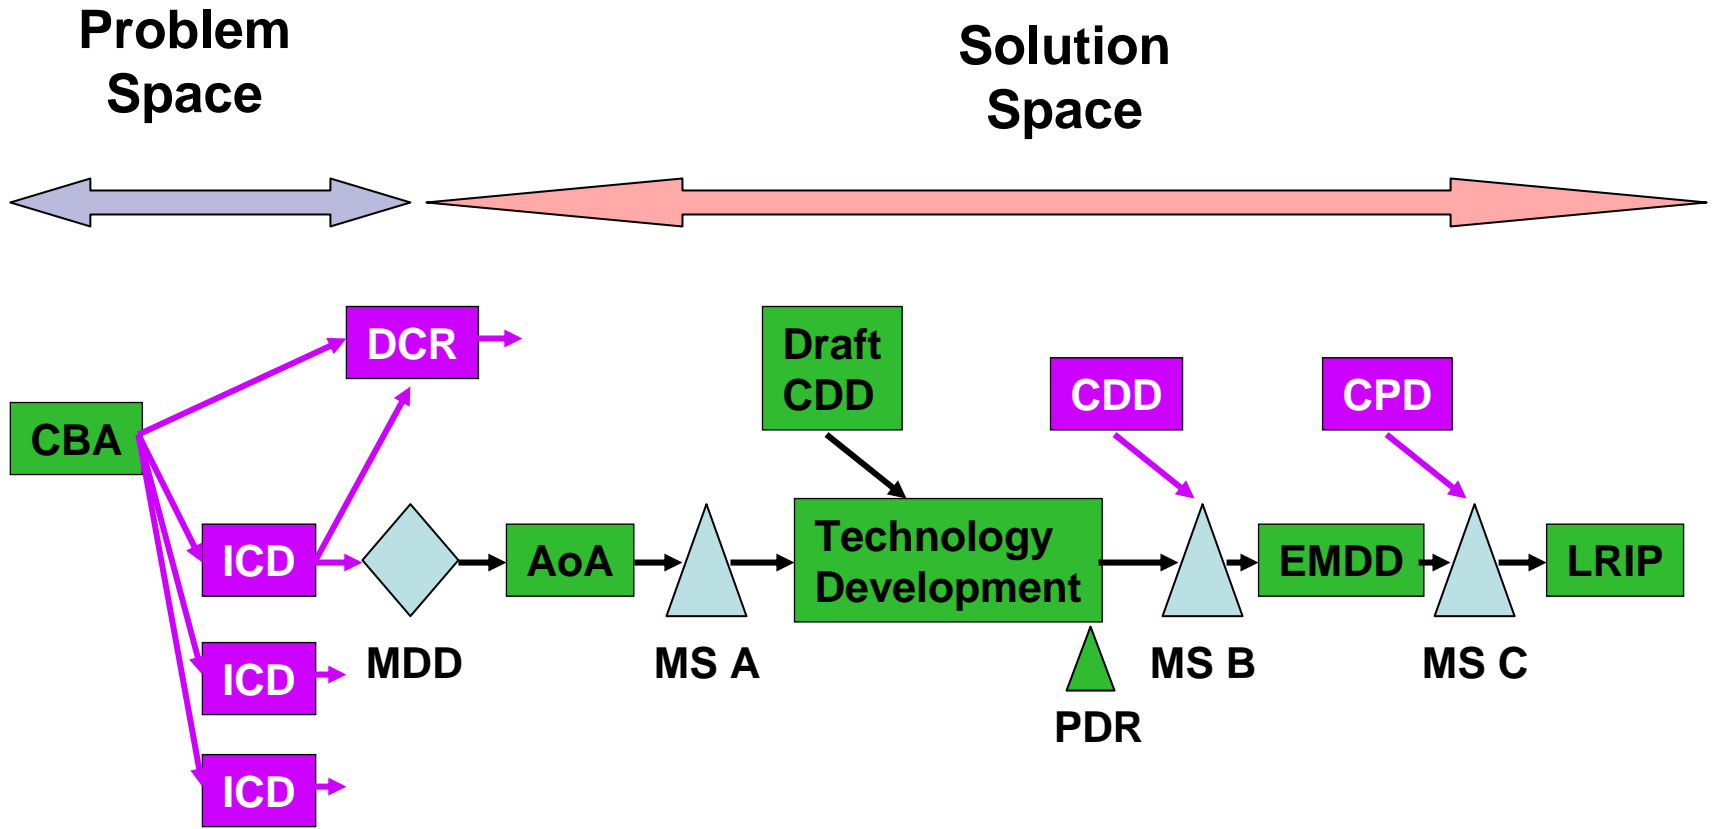 Problem
Space
Solution
Space
DCR
Draft
CDD
CDD
CPD
CBA
ICD
AoA
Technology
Development
EMDD
LRIP
MDD
MS A
MS B
MS C
ICD
PDR
ICD